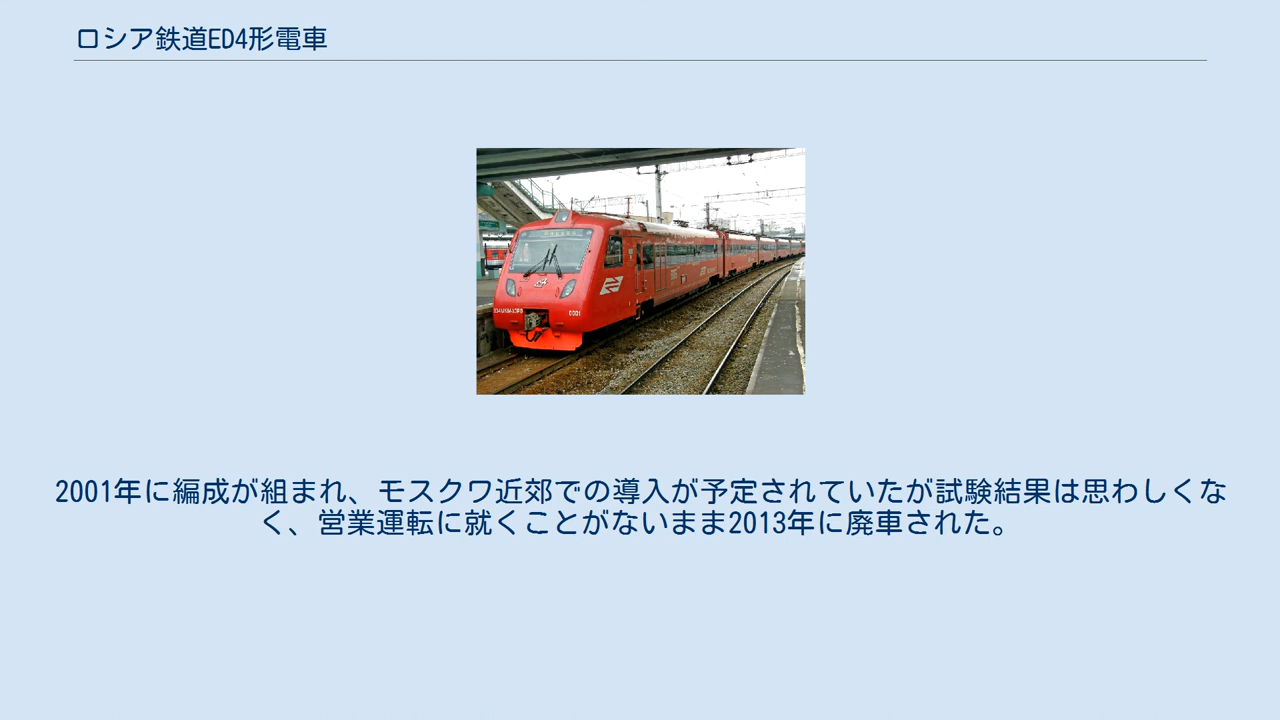 ロシア鉄道ED4形電車
0001
2001年に編成が組まれ、モスクワ近郊での導入が予定されていたが試験結果は思わしくな
く、営業運転に就くことがないまま2013年に廃車された。